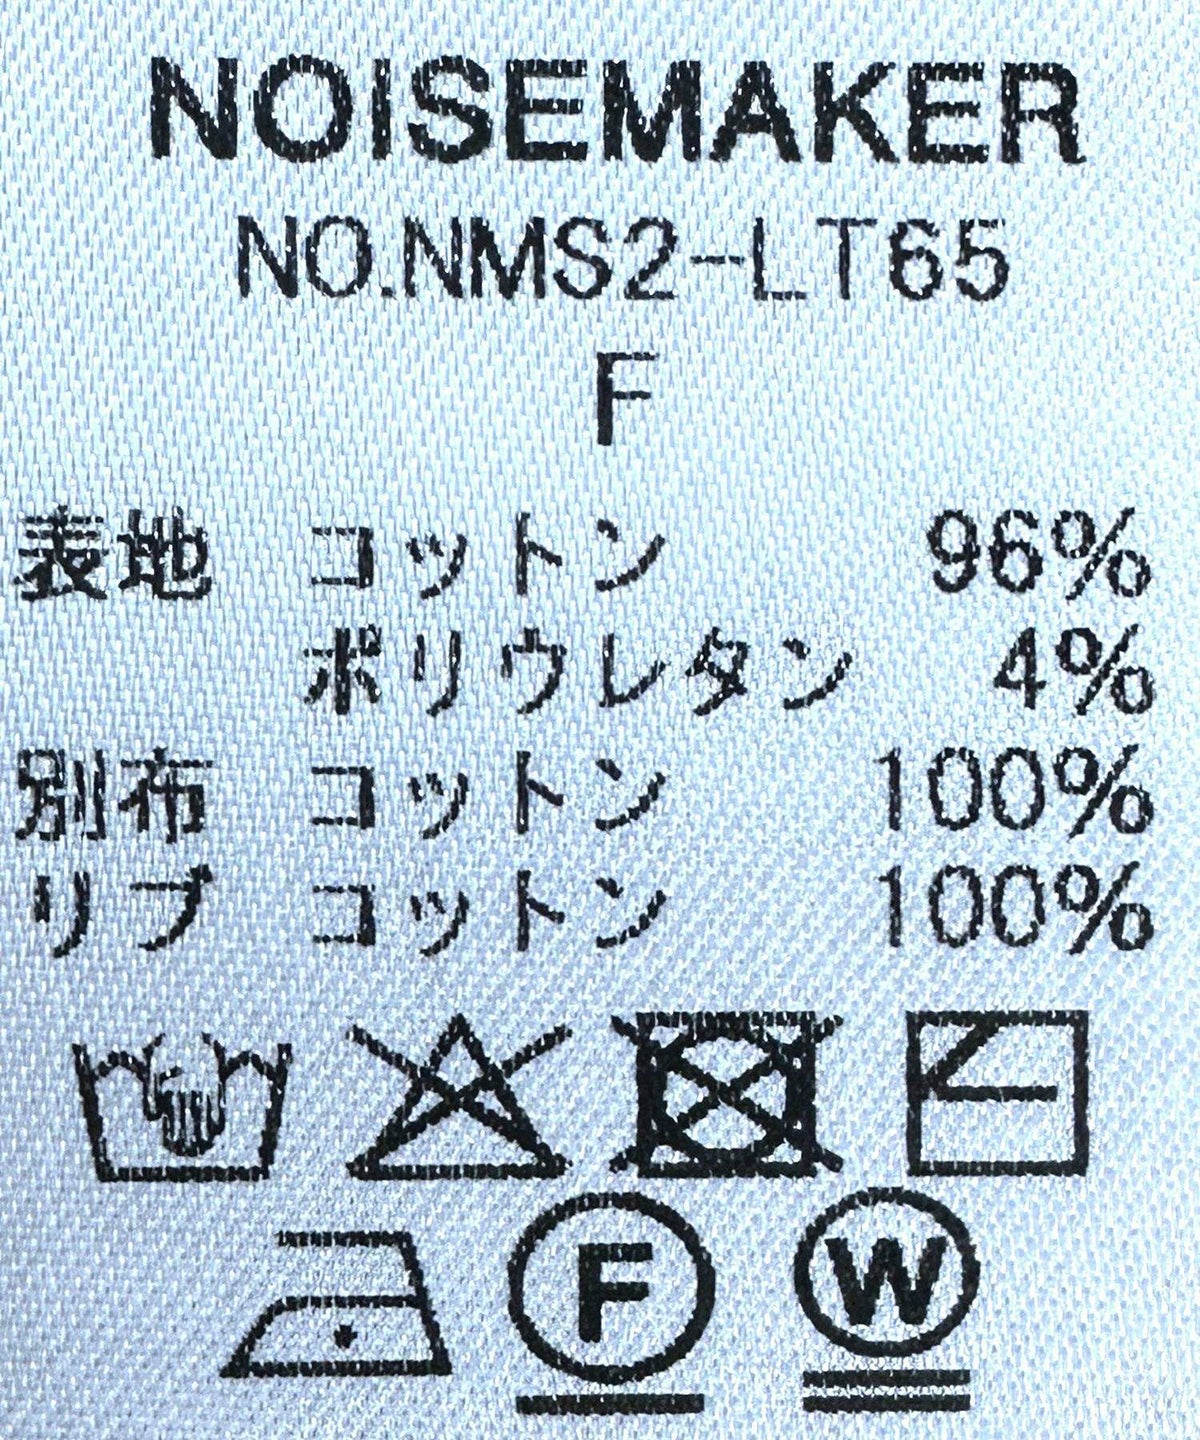 NOISEMAKER
NO.NMS2-LT65
F
表地 コットン 96%
ポリウレタン 4%
別布 コットン 100%
リブ コットン 100%
F W